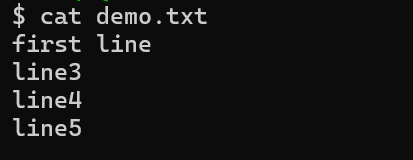 $ cat demo.txt
first line
line3
line4
line5